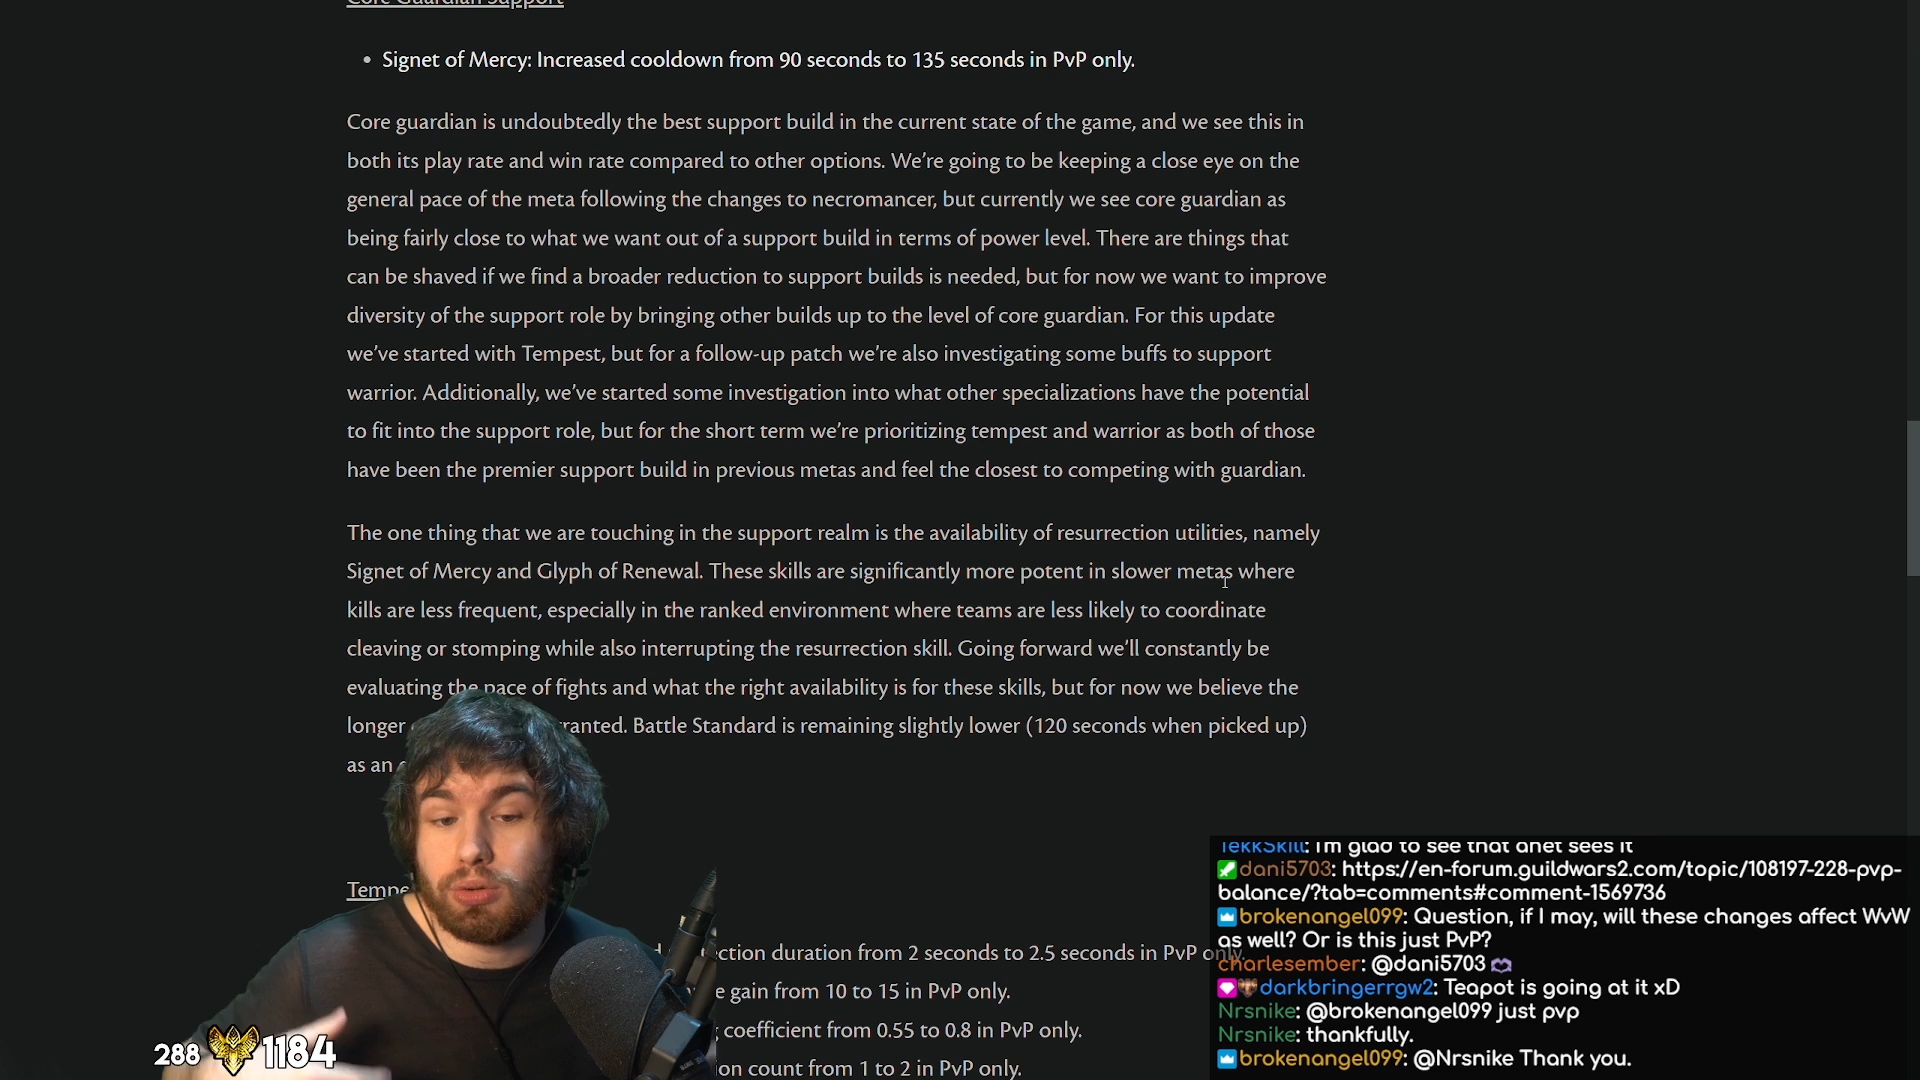 Core Guardian Support
Signet of Mercy: Increased cooldown from 90 seconds to 135 seconds in PvP only.
Core guardian is undoubtedly the best support build in the current state of the game, and we see this in
both its play rate and win rate compared to other options. We're going to be keeping a close eye on the
general pace of the meta following the changes to necromancer, but currently we see core guardian as
being fairly close to what we want out of a support build in terms of power level. There are things that
can be shaved if we find a broader reduction to support builds is needed, but for now we want to improve
diversity of the support role by bringing other builds up to the level of core guardian. For this update
we've started with Tempest, but for a follow-up patch we're also investigating some buffs to support
warrior. Additionally, we've started some investigation into what other specializations have the potential
to fit into the support role, but for the short term we're prioritizing tempest and warrior as both of those
have been the premier support build in previous metas and feel the closest to competing with guardian.
The one thing that we are touching in the support realm is the availability of resurrection utilities, namely
Signet of Mercy and Glyph of Renewal. These skills are significantly more potent in slower metas where
kills are less frequent, especially in the ranked environment where teams are less likely to coordinate
cleaving or stomping while also interrupting the resurrection skill. Going forward we'll constantly be
evaluating the pace of fights and what the right availability is for these skills, but for now we believe the
longer ranted. Battle Standard is remaining slightly lower (120 seconds when picked up)
as an
Tempe
ction duration from 2 seconds to 2.5 seconds in PvP only.
e gain from 10 to 15 in PvP only.
coefficient from 0.55 to 0.8 in PvP only.
ion count from 1 to 2 in PvP only.
288 1184
TekkSkill: I'm glad to see that anet sees it
dani5703: https://en-forum.guildwars2.com/topic/108197-228-pvp-
balance/?tab=comments#comment-1569736
brokenangel099: Question, if I may, will these changes affect WvW
as well? Or is this just PvP?
charlesember: @dani5703
darkbringerrgw2: Teapot is going at it xD
Nrsnike: @brokenangel099 just pvp
Nrsnike: thankfully.
brokenangel099: @Nrsnike Thank you.